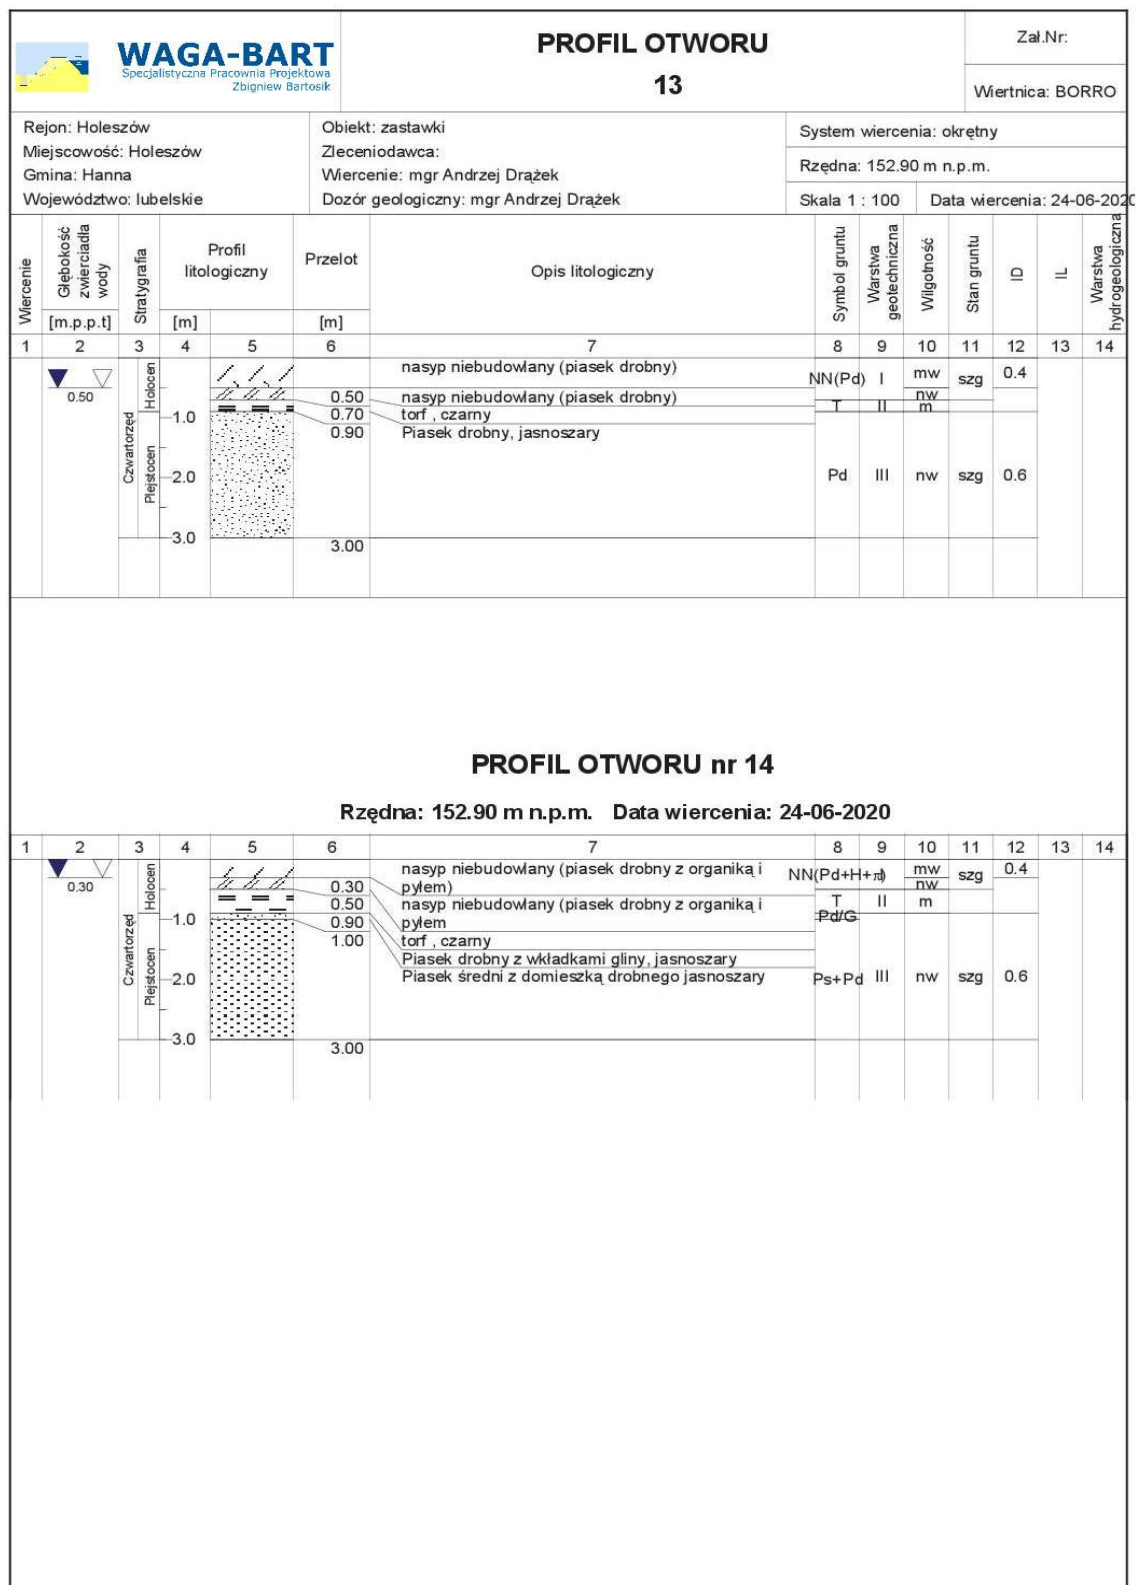 WAGA-BART
Specjalistyczna Pracownia Projektowa
Zbigniew Bartosik
PROFIL OTWORU
13
Zał.Nr:
Wiertnica: BORRO
Rejon: Holeszów
Miejscowość: Holeszów
Gmina: Hanna
Województwo: lubelskie
Obiekt: zastawki
Zleceniodawca:
Wiercenie: mgr Andrzej Drążek
Dozór geologiczny: mgr Andrzej Drążek
System wiercenia: okrętny
Rzędna: 152.90 m n.p.m.
Skala 1 : 100 Data wiercenia: 24-06-2020
Wiercenie
Głębokość zwierciadła wody
[m.p.p.t]
Stratygrafia
Profil litologiczny
[m]
Przelot
[m]
Opis litologiczny
Symbol gruntu
Warstwa geotechniczna
Wilgotność
Stan gruntu
ID
IL
Warstwa hydrogeologiczna
1 2 3 4 5 6 7 8 9 10 11 12 13 14
0.50
Czwartorzęd
Holocen
Plejstocen
1.0
2.0
3.0
0.50
0.70
0.90
3.00
nasyp niebudowlany (piasek drobny)
nasyp niebudowlany (piasek drobny)
torf , czarny
Piasek drobny, jasnoszary
NN(Pd) I mw szg 0.4
nw
T II m
Pd III nw szg 0.6
PROFIL OTWORU nr 14
Rzędna: 152.90 m n.p.m. Data wiercenia: 24-06-2020
1 2 3 4 5 6 7 8 9 10 11 12 13 14
0.30
Czwartorzęd
Holocen
Plejstocen
1.0
2.0
3.0
0.30
0.50
0.90
1.00
3.00
nasyp niebudowlany (piasek drobny z organiką i
pyłem)
nasyp niebudowlany (piasek drobny z organiką i
pyłem
torf , czarny
Piasek drobny z wkładkami gliny, jasnoszary
Piasek średni z domieszką drobnego jasnoszary
NN(Pd+H+π) mw szg 0.4
nw
T II m
Pd/G
Ps+Pd III nw szg 0.6